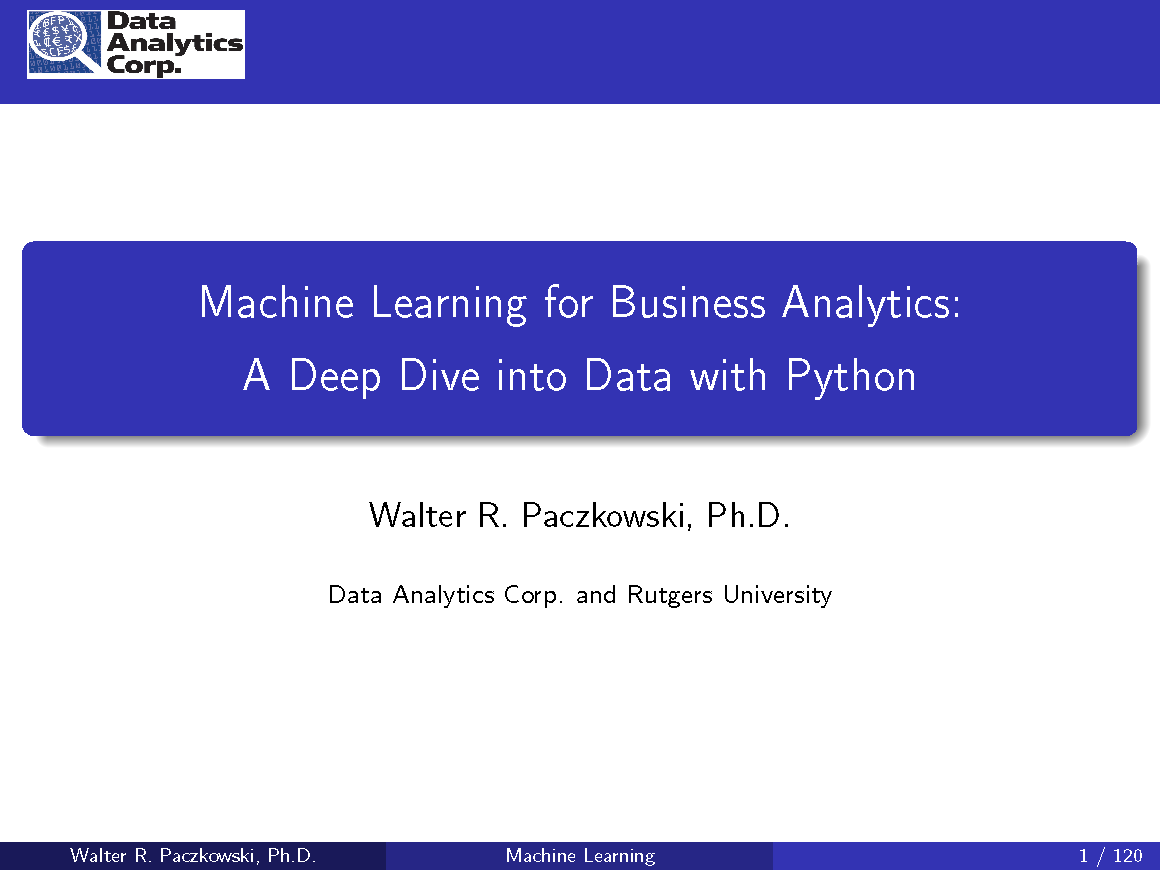 Data
Analytics
Corp.
Machine Learning for Business Analytics:
A Deep Dive into Data with Python
Walter R. Paczkowski, Ph.D.
Data Analytics Corp. and Rutgers University
Walter R. Paczkowski, Ph.D.
Machine Learning
1 / 120